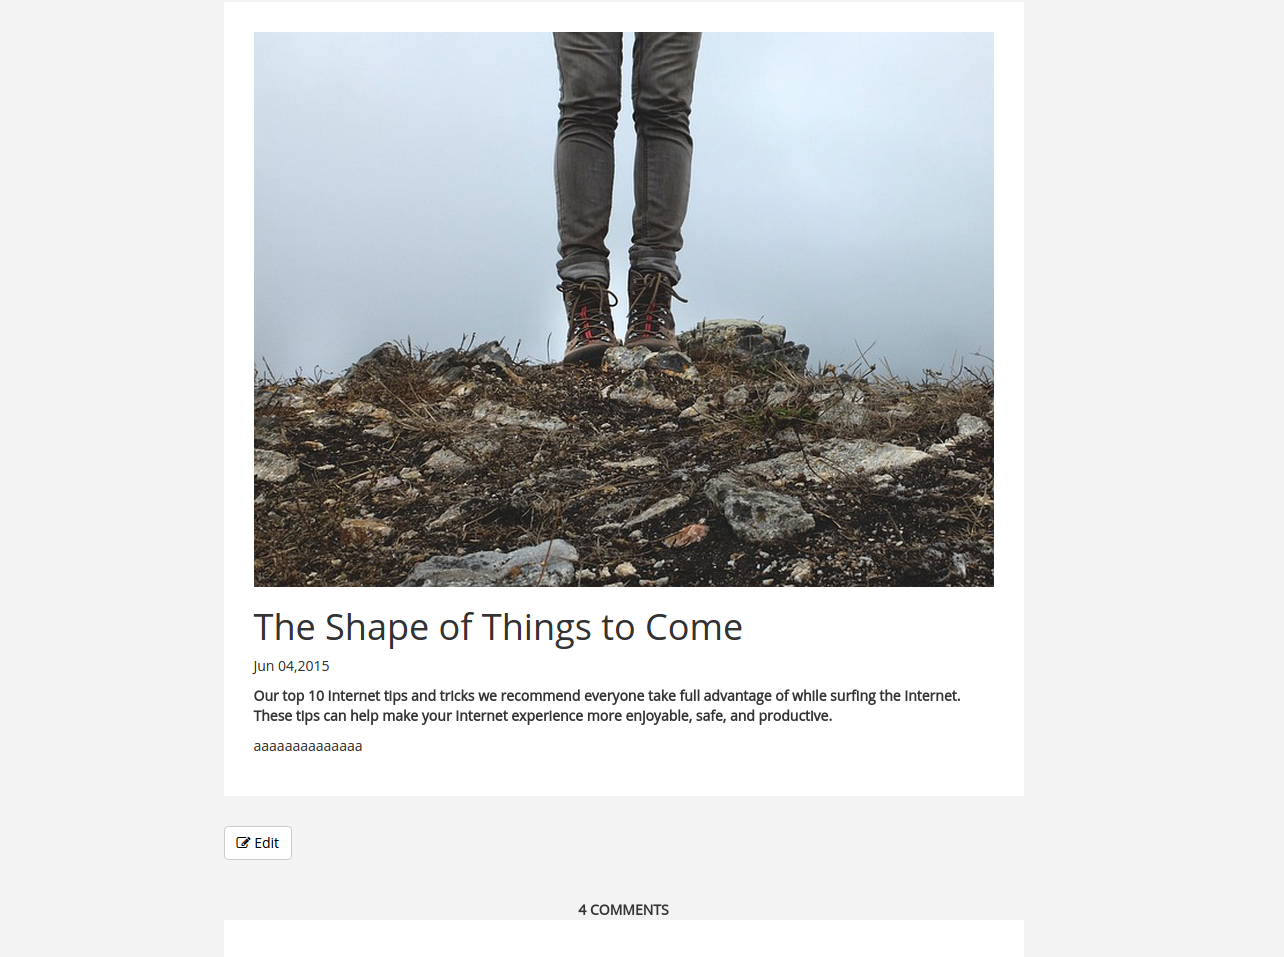 The Shape of Things to Come
Jun 04,2015
Our top 10 Internet tips and tricks we recommend everyone take full advantage of while surfing the Internet.
These tips can help make your Internet experience more enjoyable, safe, and productive.
aaaaaaaaaaaaaa
Edit
4 COMMENTS